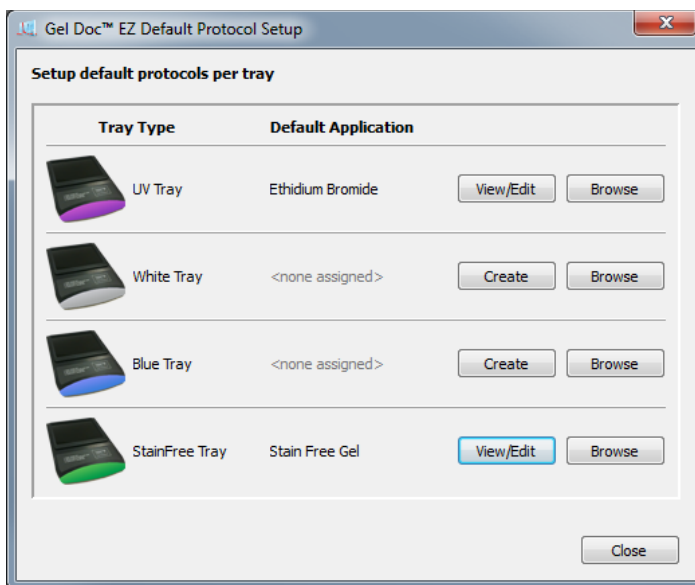 Gel Doc™ EZ Default Protocol Setup
Setup default protocols per tray
Tray Type Default Application
UV Tray Ethidium Bromide View/Edit Browse
White Tray <none assigned> Create Browse
Blue Tray <none assigned> Create Browse
StainFree Tray Stain Free Gel View/Edit Browse
Close